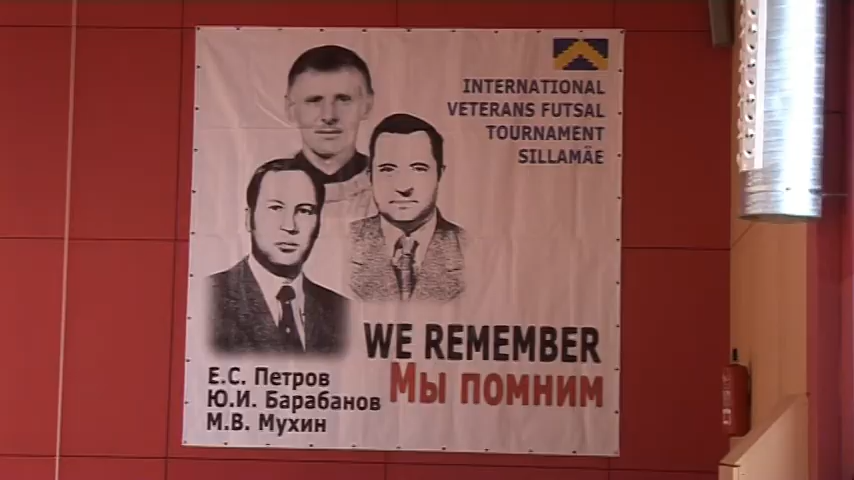 INTERNATIONAL
VETERANS FUTSAL
TOURNAMENT
SILLAMÄE
WE REMEMBER
Мы помним
Е.С. Петров
Ю.И. Барабанов
М.В. Мухин